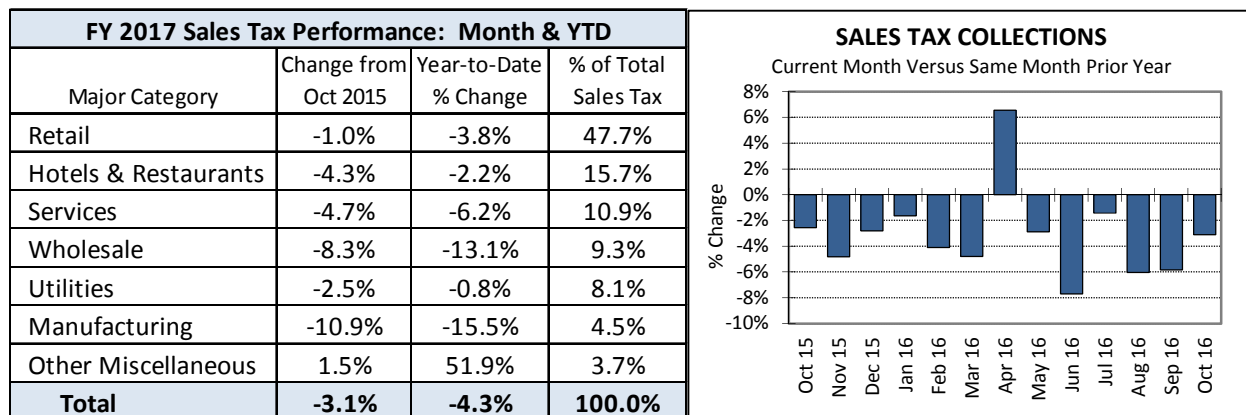 FY 2017 Sales Tax Performance: Month & YTD
Major Category Change from Oct 2015 Year-to-Date % Change % of Total Sales Tax
Retail -1.0% -3.8% 47.7%
Hotels & Restaurants -4.3% -2.2% 15.7%
Services -4.7% -6.2% 10.9%
Wholesale -8.3% -13.1% 9.3%
Utilities -2.5% -0.8% 8.1%
Manufacturing -10.9% -15.5% 4.5%
Other Miscellaneous 1.5% 51.9% 3.7%
Total -3.1% -4.3% 100.0%
SALES TAX COLLECTIONS
Current Month Versus Same Month Prior Year
% Change
8%
6%
4%
2%
0%
-2%
-4%
-6%
-8%
-10%
Oct 15
Nov 15
Dec 15
Jan 16
Feb 16
Mar 16
Apr 16
May 16
Jun 16
Jul 16
Aug 16
Sep 16
Oct 16